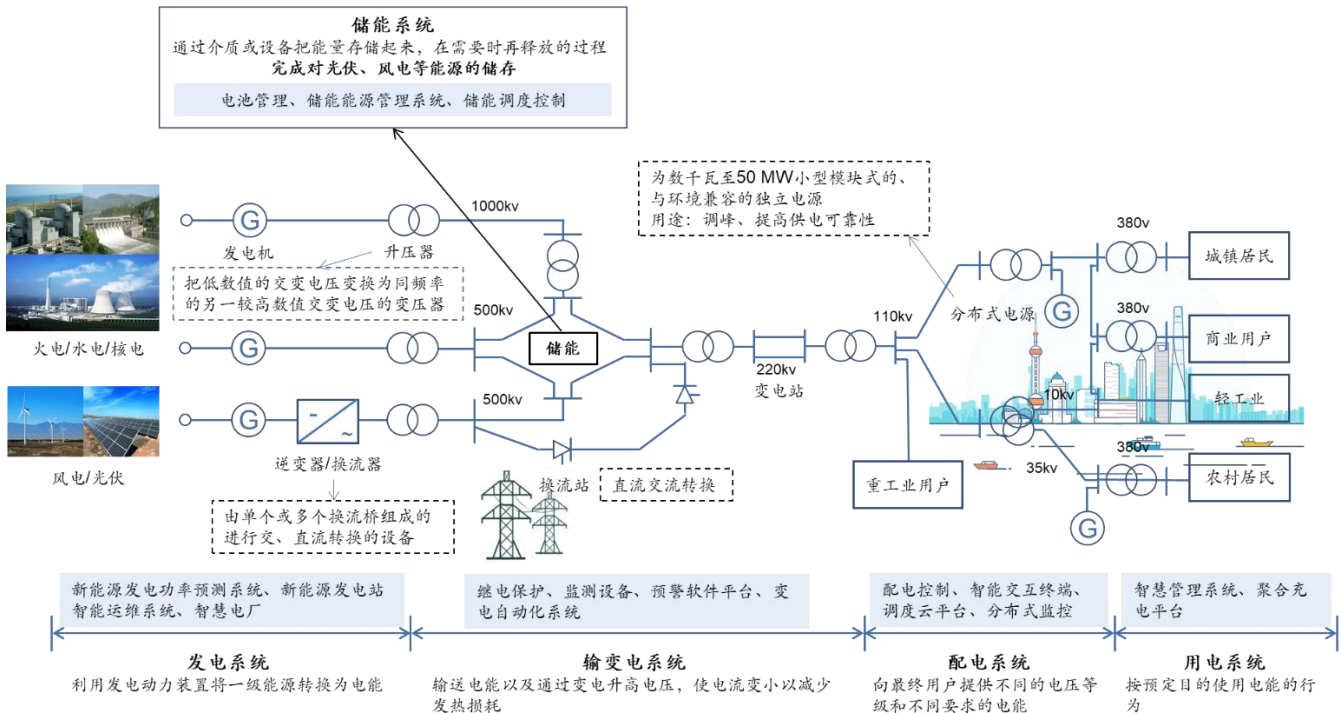 储能系统
通过介质或设备把能量存储起来，在需要时再释放的过程
完成对光伏、风电等能源的储存
电池管理、储能能源管理系统、储能调度控制
为数千瓦至50 MW小型模块式的、
与环境兼容的独立电源
用途：调峰、提高供电可靠性
1000kv
380v
G
发电机
升压器
城镇居民
把低数值的交变电压变换为同频率
的另一较高数值交变电压的变压器
500kv
分布式电源
G
110kv
380v
火电/水电/核电
G
储能
商业用户
220kv
变电站
10kv
轻工业
500kv
G
-
~
逆变器/换流器
风电/光伏
换流站
直流交流转换
重工业用户
35kv
380v
农村居民
G
由单个或多个换流桥组成的
进行交、直流转换的设备
新能源发电功率预测系统、新能源发电站
智能运维系统、智慧电厂
继电保护、监测设备、预警软件平台、变
电自动化系统
配电控制、智能交互终端、
调度云平台、分布式监控
智慧管理系统、聚合充
电平台
发电系统
利用发电动力装置将一级能源转换为电能
输变电系统
输送电能以及通过变电升高电压，使电流变小以减少
发热损耗
配电系统
向最终用户提供不同的电压等
级和不同要求的电能
用电系统
按预定目的使用电能的行
为